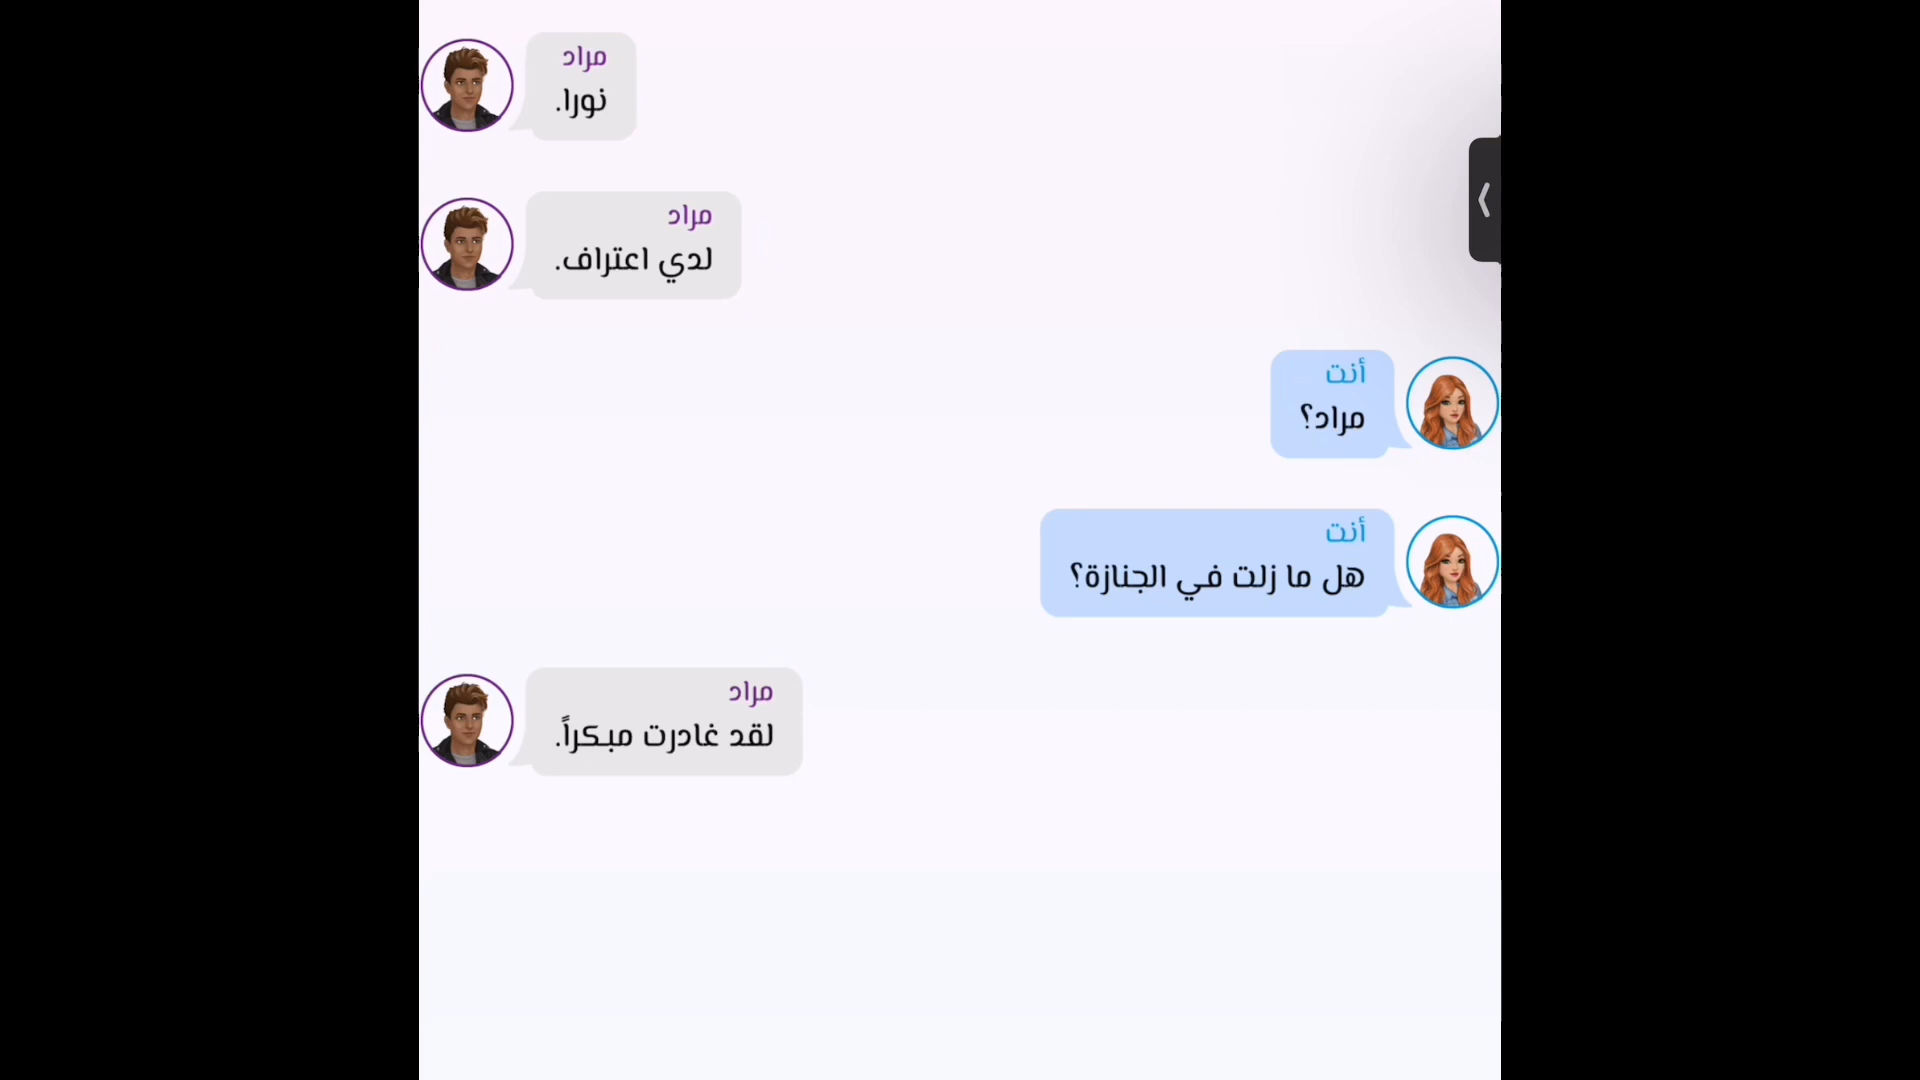 مراد
نورا.
مراد
لدي اعتراف.
أنت
مراد؟
أنت
هل ما زلت في الجنازة؟
مراد
لقد غادرت مبكراً.